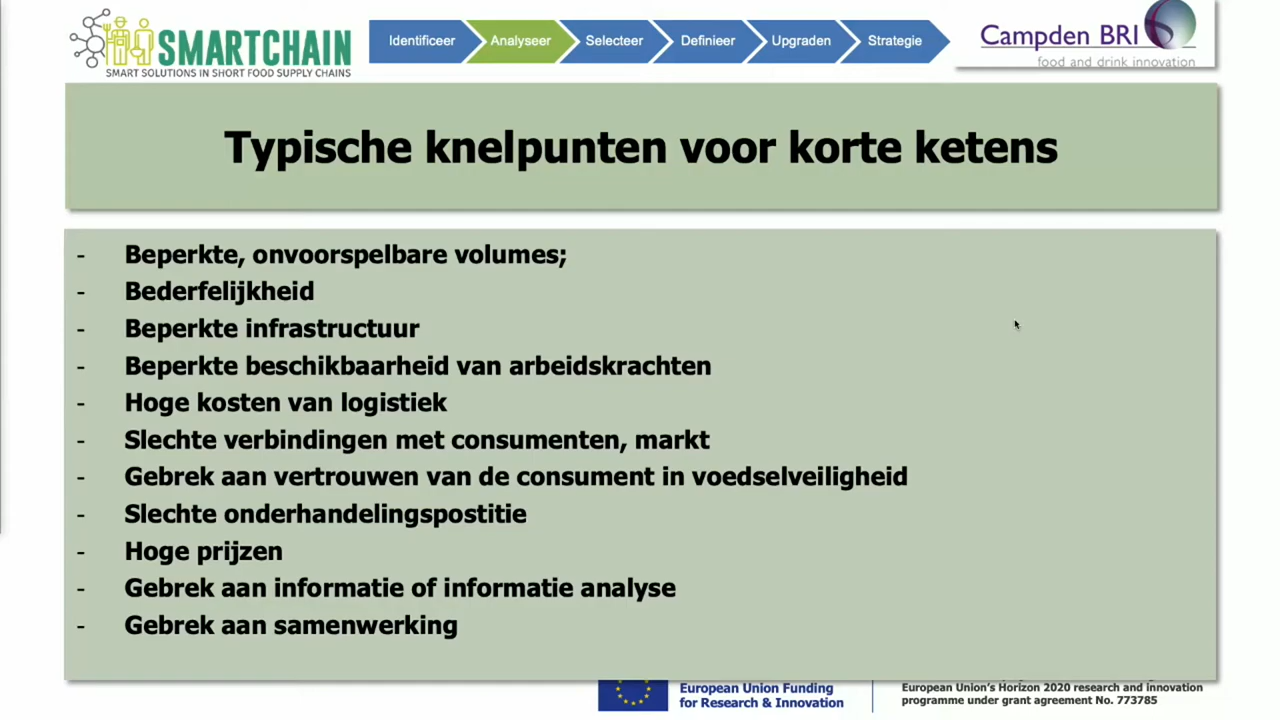 SMARTCHAIN
SMART SOLUTIONS IN SHORT FOOD SUPPLY CHAINS
Identificeer
Analyseer
Selecteer
Definieer
Upgraden
Strategie
Campden BRI
food and drink innovation
Typische knelpunten voor korte ketens
- Beperkte, onvoorspelbare volumes;
- Bederfelijkheid
- Beperkte infrastructuur
- Beperkte beschikbaarheid van arbeidskrachten
- Hoge kosten van logistiek
- Slechte verbindingen met consumenten, markt
- Gebrek aan vertrouwen van de consument in voedselveiligheid
- Slechte onderhandelingspostitie
- Hoge prijzen
- Gebrek aan informatie of informatie analyse
- Gebrek aan samenwerking
European Union Funding
for Research & Innovation
European Union's Horizon 2020 research and innovation
programme under grant agreement No. 773785